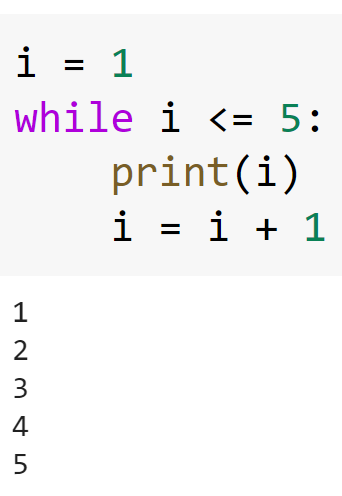 i = 1
while i <= 5:
    print(i)
    i = i + 1
1
2
3
4
5